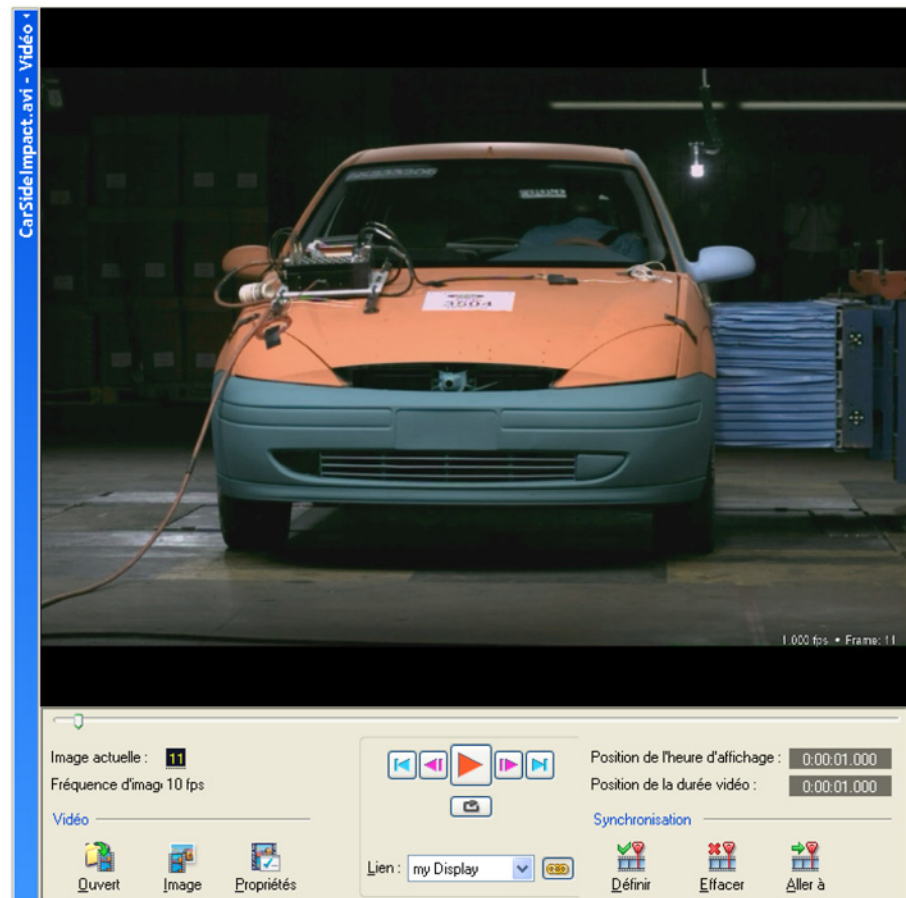 CarSideImpact.avi - Vidéo
3504
1.000 fps • Frame: 11
Image actuelle : 11
Fréquence d'imag 10 fps
Vidéo
Ouvert Image Propriétés
Lien : my Display
Position de l'heure d'affichage : 0:00:01.000
Position de la durée vidéo : 0:00:01.000
Synchronisation
Définir Effacer Aller à